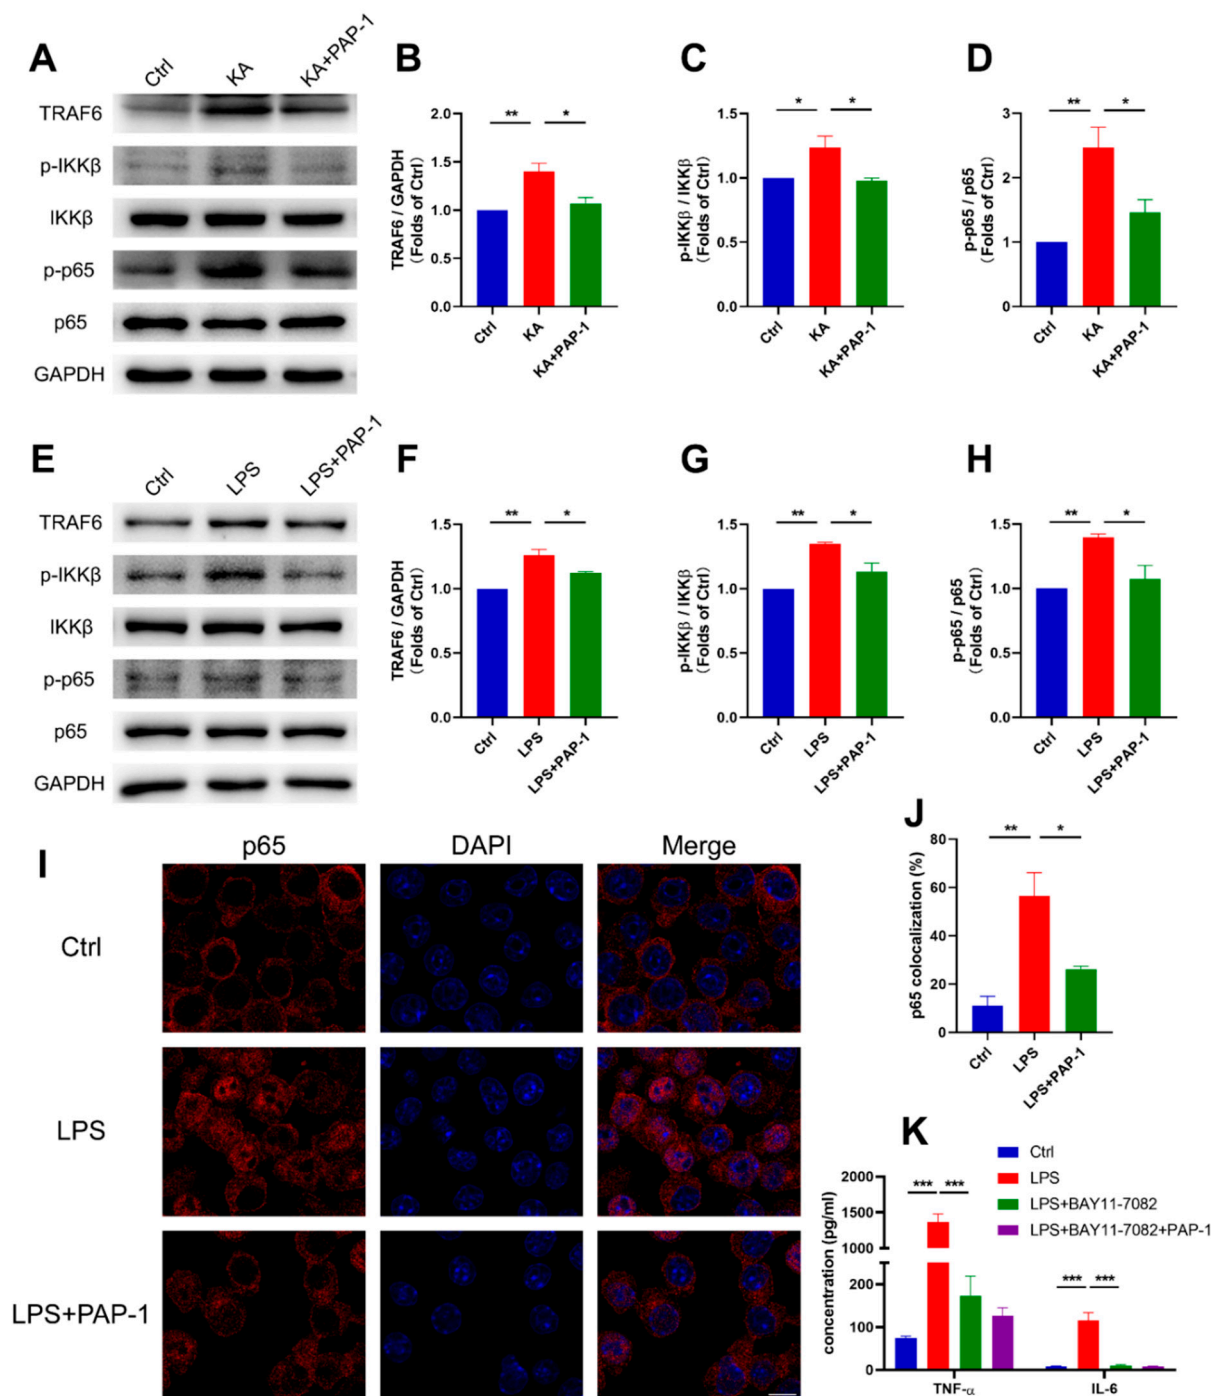 A
Ctrl
KA
KA+PAP-1
TRAF6
p-IKKβ
IKKβ
p-p65
p65
GAPDH
B
TRAF6 / GAPDH
(Folds of Ctrl)
2.0
1.5
1.0
0.5
0.0
**
*
Ctrl
KA
KA+PAP-1
C
p-IKKβ / IKKβ
(Folds of Ctrl)
1.5
1.0
0.5
0.0
*
*
Ctrl
KA
KA+PAP-1
D
p-p65 / p65
(Folds of Ctrl)
3
2
1
0
**
*
Ctrl
KA
KA+PAP-1
E
Ctrl
LPS
LPS+PAP-1
TRAF6
p-IKKβ
IKKβ
p-p65
p65
GAPDH
F
TRAF6 / GAPDH
(Folds of Ctrl)
1.5
1.0
0.5
0.0
**
*
Ctrl
LPS
LPS+PAP-1
G
p-IKKβ / IKKβ
(Folds of Ctrl)
1.5
1.0
0.5
0.0
**
*
Ctrl
LPS
LPS+PAP-1
H
p-p65 / p65
(Folds of Ctrl)
1.5
1.0
0.5
0.0
**
*
Ctrl
LPS
LPS+PAP-1
I
p65
DAPI
Merge
Ctrl
LPS
LPS+PAP-1
J
p65 colocalization (%)
80
60
40
20
0
**
*
Ctrl
LPS
LPS+PAP-1
K
Ctrl
LPS
LPS+BAY11-7082
LPS+BAY11-7082+PAP-1
concentration (pg/ml)
2000
1500
1000
200
100
0
*** ***
*** ***
TNF-α
IL-6